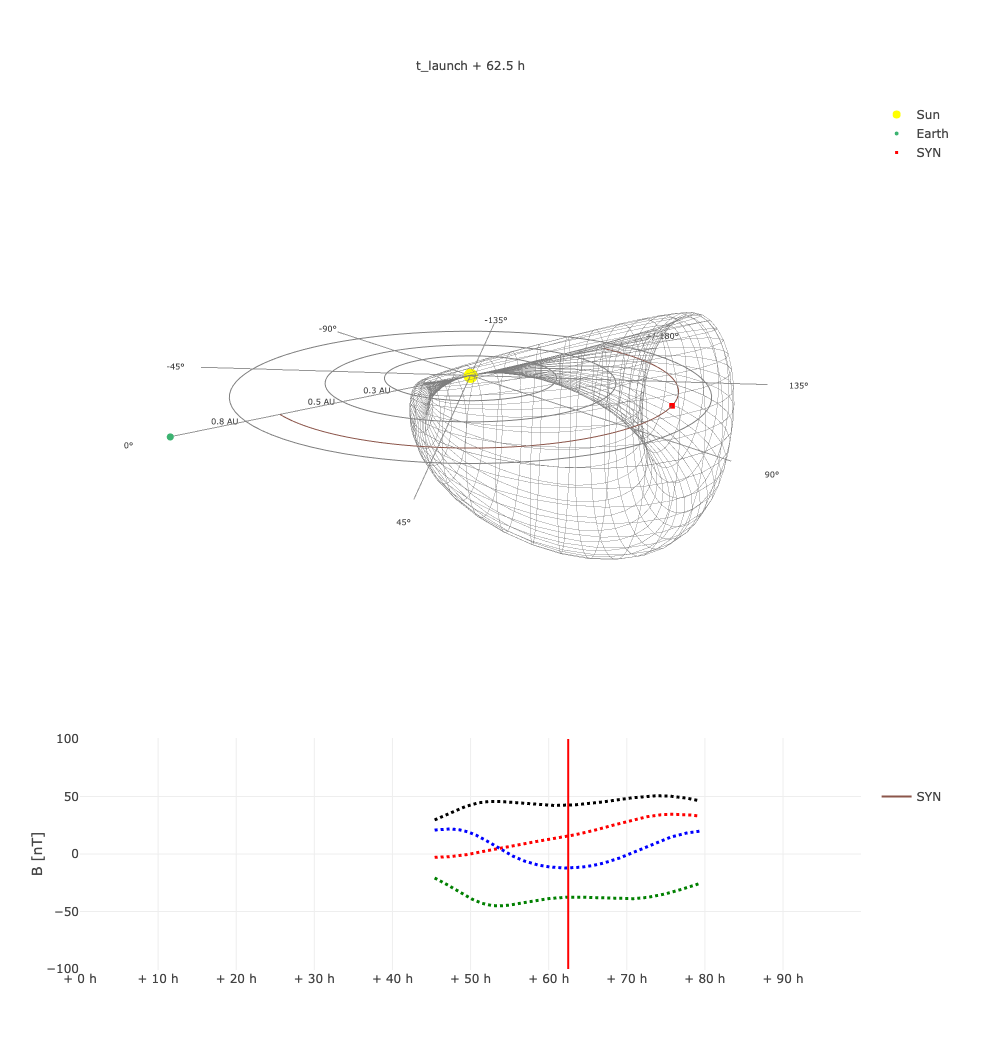 t_launch + 62.5 h
Sun
Earth
SYN
-135°
-90°
+/-180°
-45°
135°
0.3 AU
0.5 AU
0.8 AU
0°
90°
45°
100
50
SYN
0
B [nT]
−50
−100
+ 0 h + 10 h + 20 h + 30 h + 40 h + 50 h + 60 h + 70 h + 80 h + 90 h